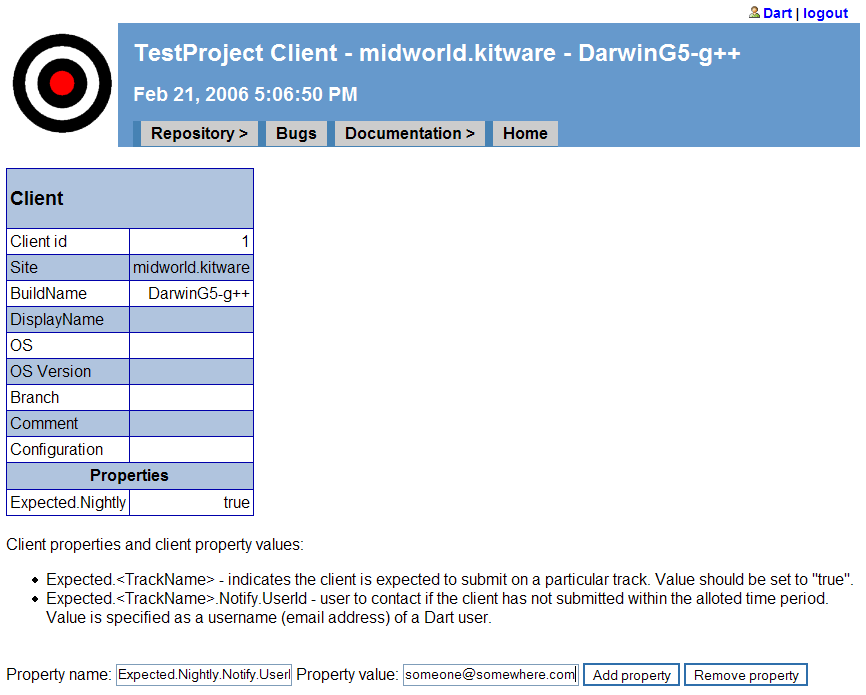 Dart | logout
TestProject Client - midworld.kitware - DarwinG5-g++
Feb 21, 2006 5:06:50 PM
Repository > Bugs Documentation > Home
Client
Client id 1
Site midworld.kitware
BuildName DarwinG5-g++
DisplayName
OS
OS Version
Branch
Comment
Configuration
Properties
Expected.Nightly true
Client properties and client property values:
Expected.<TrackName> - indicates the client is expected to submit on a particular track. Value should be set to "true".
Expected.<TrackName>.Notify.UserId - user to contact if the client has not submitted within the alloted time period.
Value is specified as a username (email address) of a Dart user.
Property name: Expected.Nightly.Notify.UserI Property value: someone@somewhere.com Add property Remove property